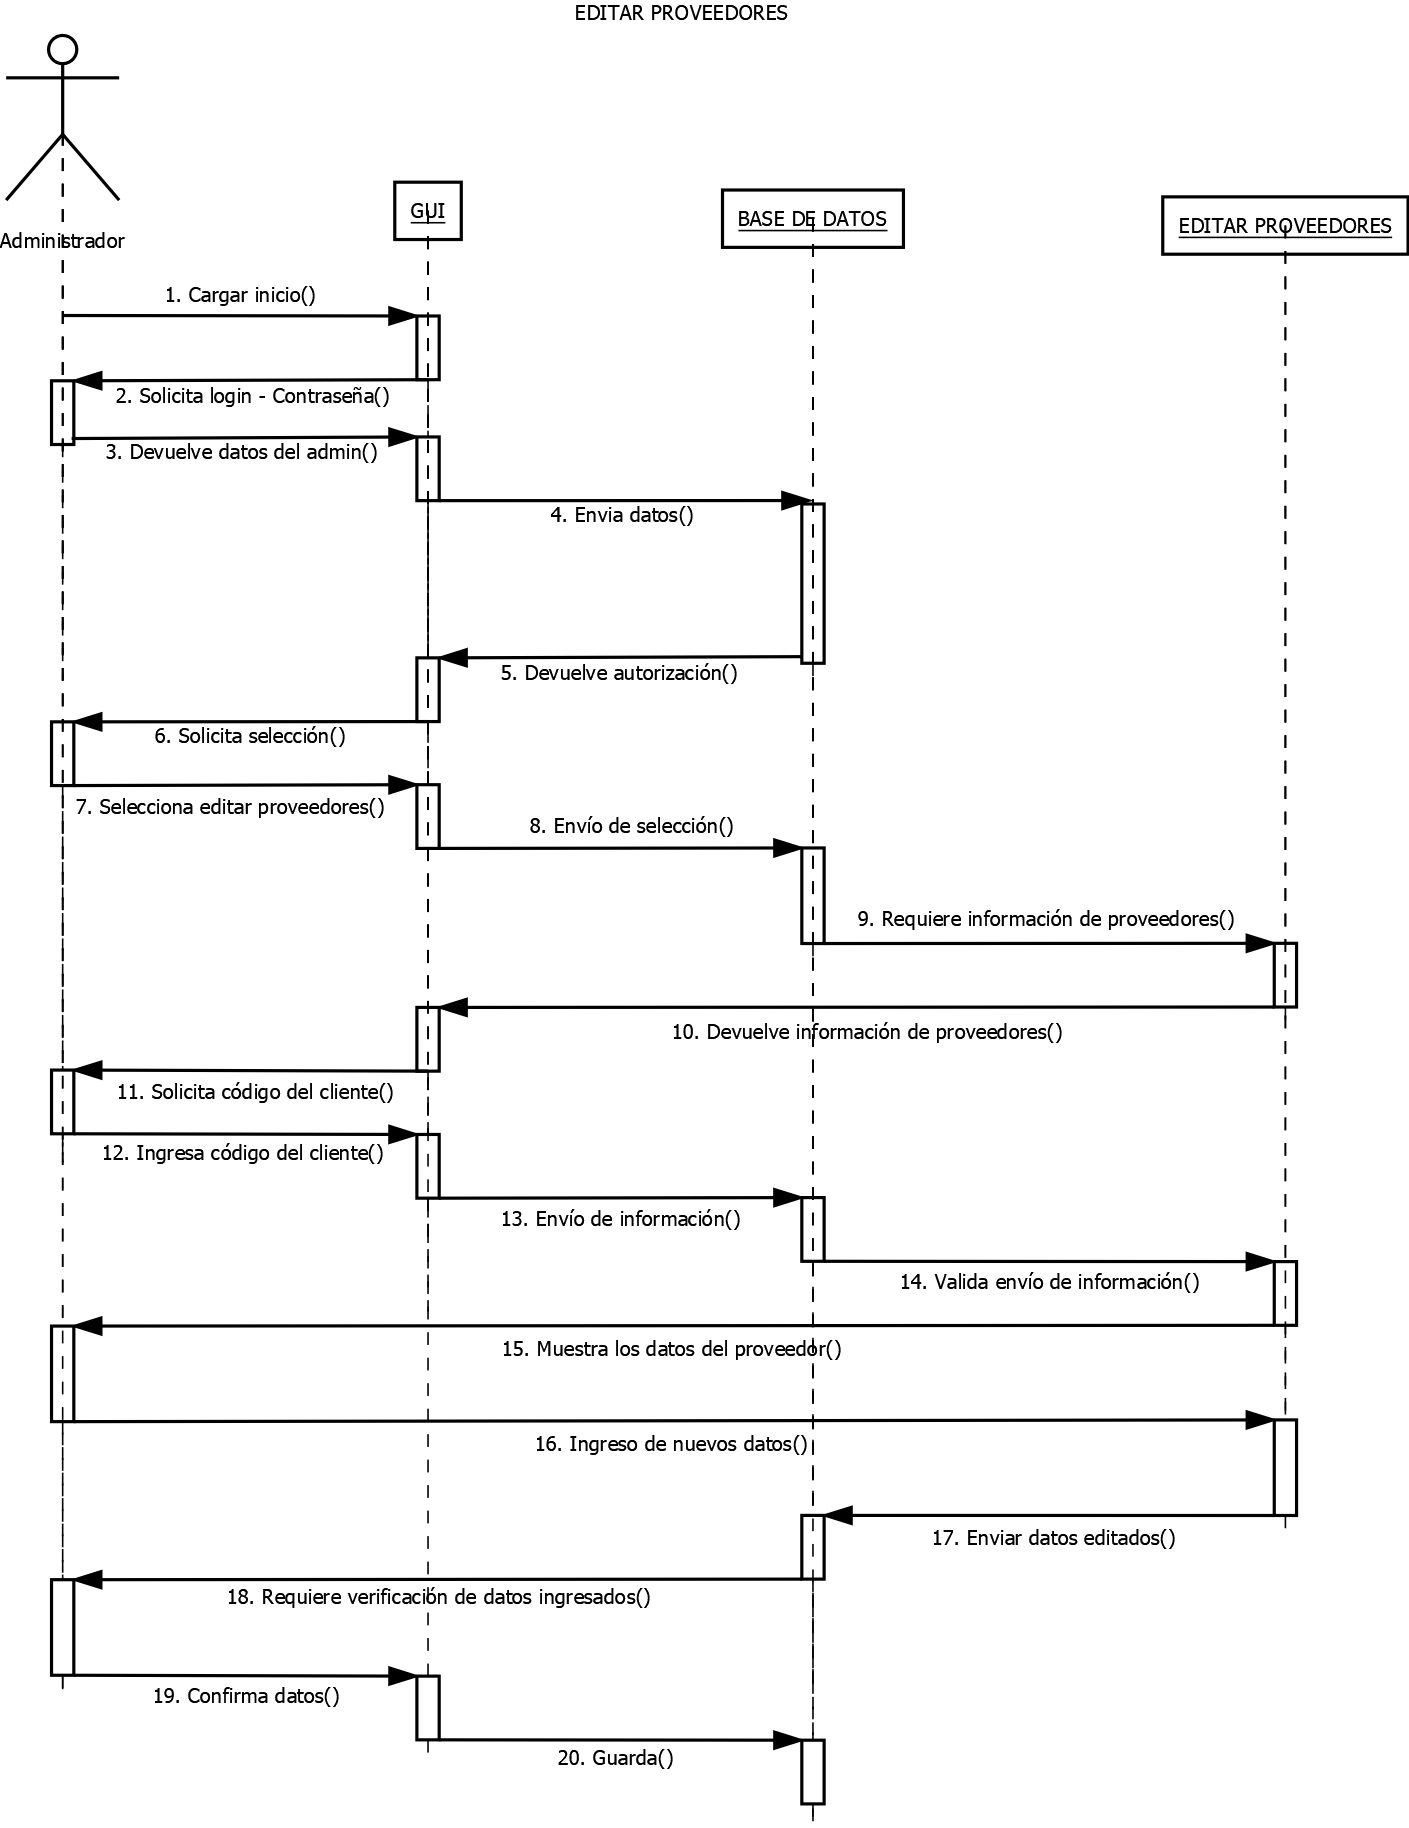 EDITAR PROVEEDORES
GUI
BASE DE DATOS
EDITAR PROVEEDORES
Administrador
1. Cargar inicio()
2. Solicita login - Contraseña()
3. Devuelve datos del admin()
4. Envia datos()
5. Devuelve autorización()
6. Solicita selección()
7. Selecciona editar proveedores()
8. Envío de selección()
9. Requiere información de proveedores()
10. Devuelve información de proveedores()
11. Solicita código del cliente()
12. Ingresa código del cliente()
13. Envío de información()
14. Valida envío de información()
15. Muestra los datos del proveedor()
16. Ingreso de nuevos datos()
17. Enviar datos editados()
18. Requiere verificación de datos ingresados()
19. Confirma datos()
20. Guarda()